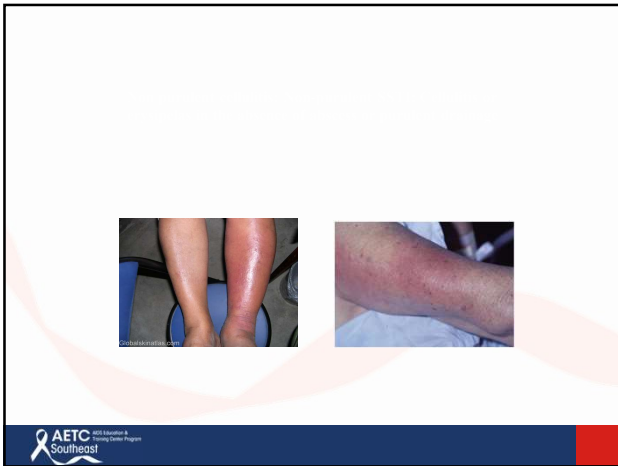 Globalskinatlas.com
AETC AIDS Education &
Training Center Program
Southeast